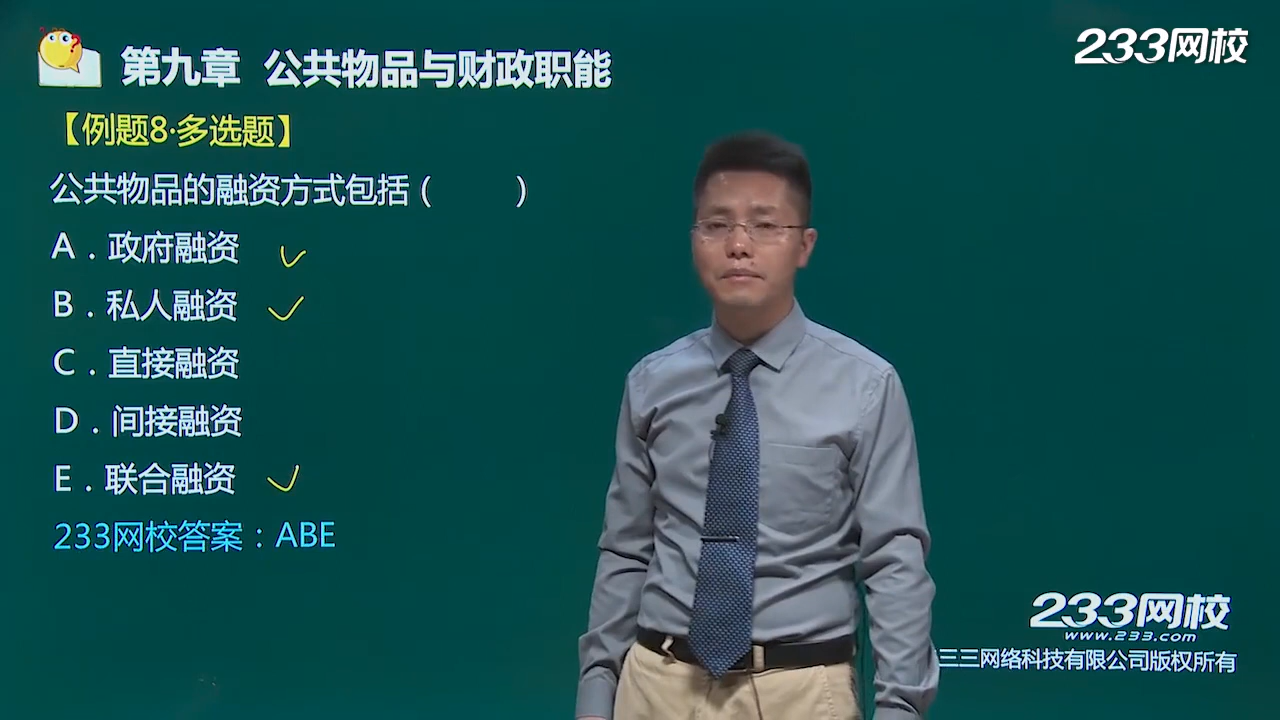 233网校
第九章 公共物品与财政职能
【例题8·多选题】
公共物品的融资方式包括（ ）
A．政府融资
B．私人融资
C．直接融资
D．间接融资
E．联合融资
233网校答案：ABE
233网校
www.233.com
三三网络科技有限公司版权所有